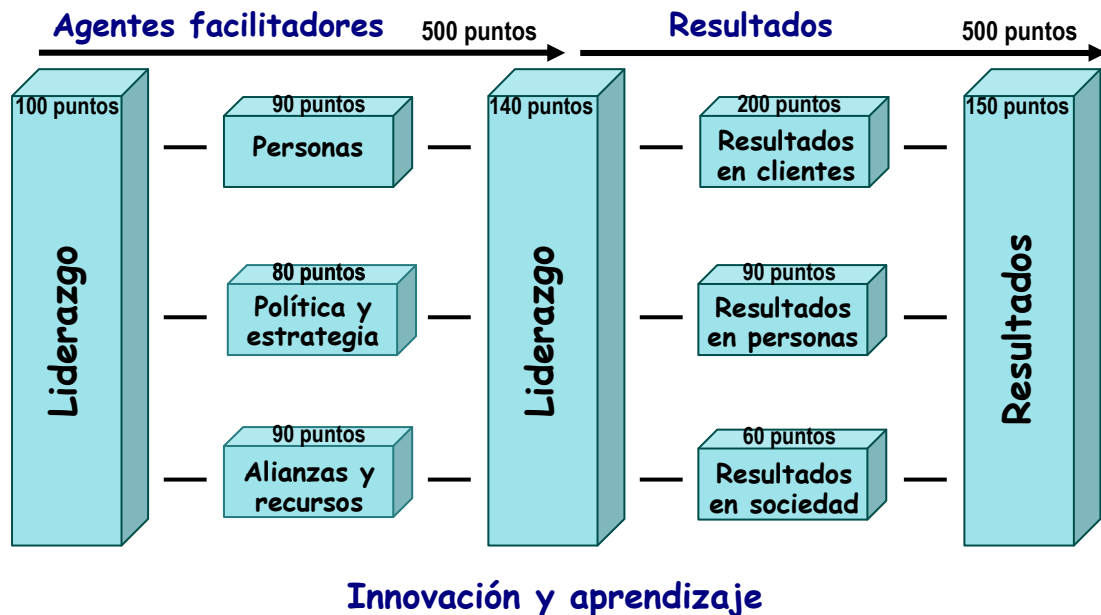 Agentes facilitadores
500 puntos
Resultados
500 puntos
100 puntos
Liderazgo
90 puntos
Personas
80 puntos
Política y
estrategia
90 puntos
Alianzas y
recursos
140 puntos
Liderazgo
200 puntos
Resultados
en clientes
90 puntos
Resultados
en personas
60 puntos
Resultados
en sociedad
150 puntos
Resultados
Innovación y aprendizaje